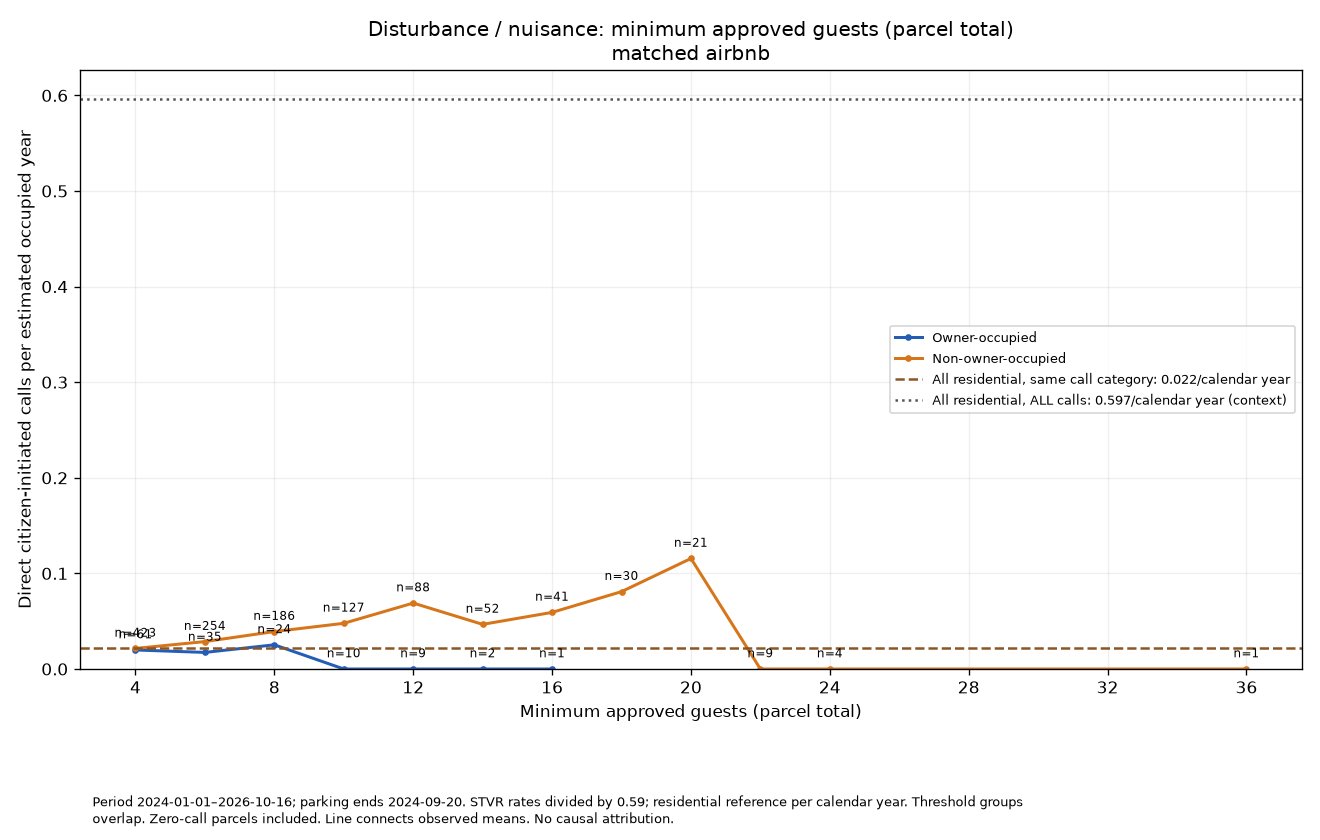 Disturbance / nuisance: minimum approved guests (parcel total)
matched airbnb
Direct citizen-initiated calls per estimated occupied year
0.6
0.5
0.4
0.3
0.2
0.1
0.0
Owner-occupied
Non-owner-occupied
All residential, same call category: 0.022/calendar year
All residential, ALL calls: 0.597/calendar year (context)
n=21
n=30
n=88
n=41
n=127
n=52
n=186
n=254
n=24
n=423
n=61
n=35
n=10
n=9
n=2
n=1
n=9
n=4
n=1
4 8 12 16 20 24 28 32 36
Minimum approved guests (parcel total)
Period 2024-01-01–2026-10-16; parking ends 2024-09-20. STVR rates divided by 0.59; residential reference per calendar year. Threshold groups
overlap. Zero-call parcels included. Line connects observed means. No causal attribution.